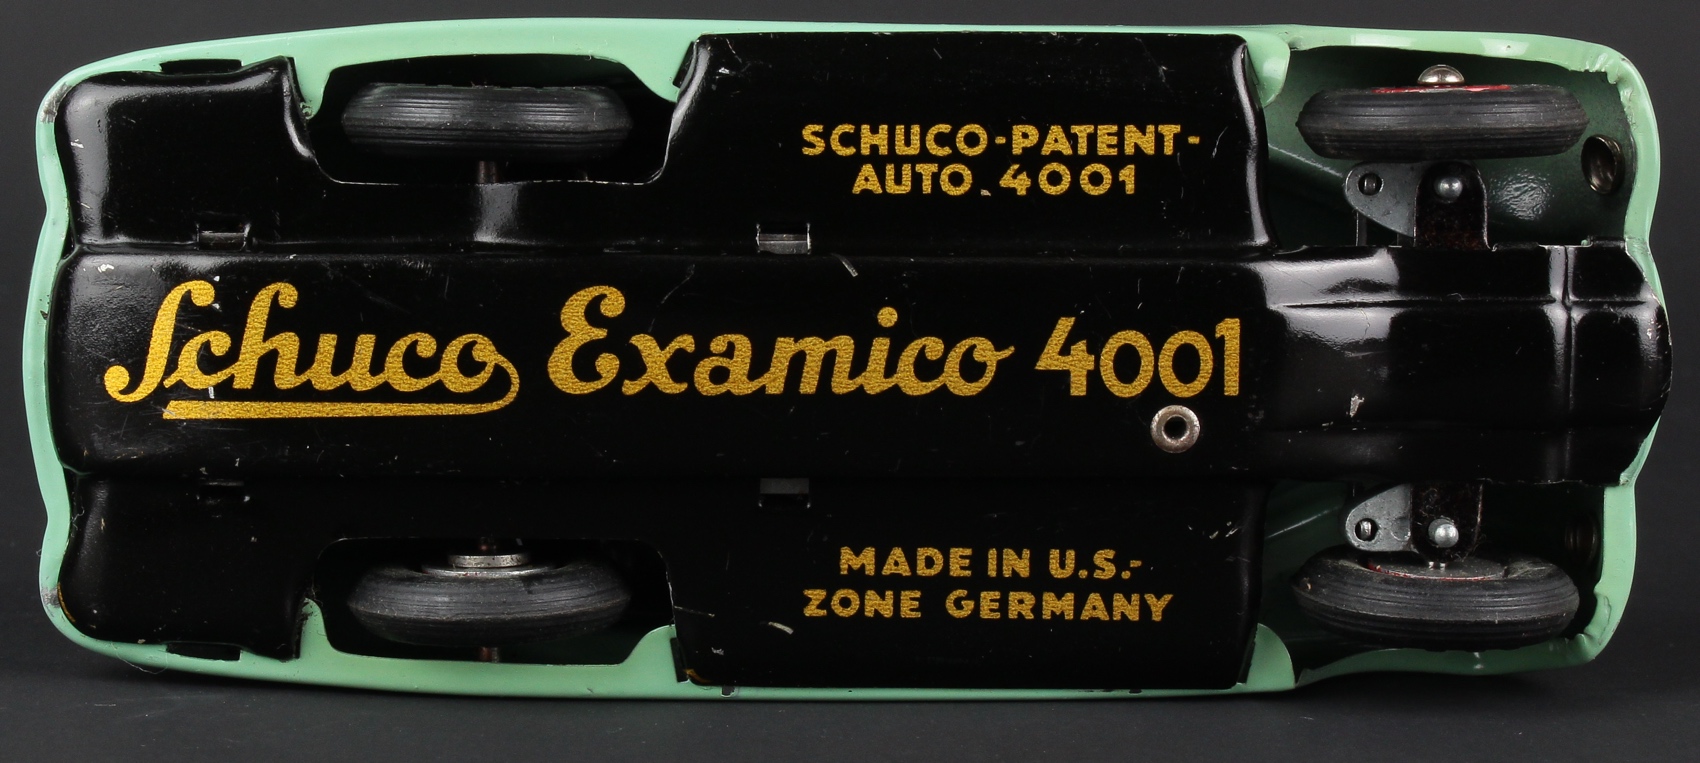 SCHUCO-PATENT-
AUTO. 4001
Schuco Examico 4001
MADE IN U.S.-
ZONE GERMANY